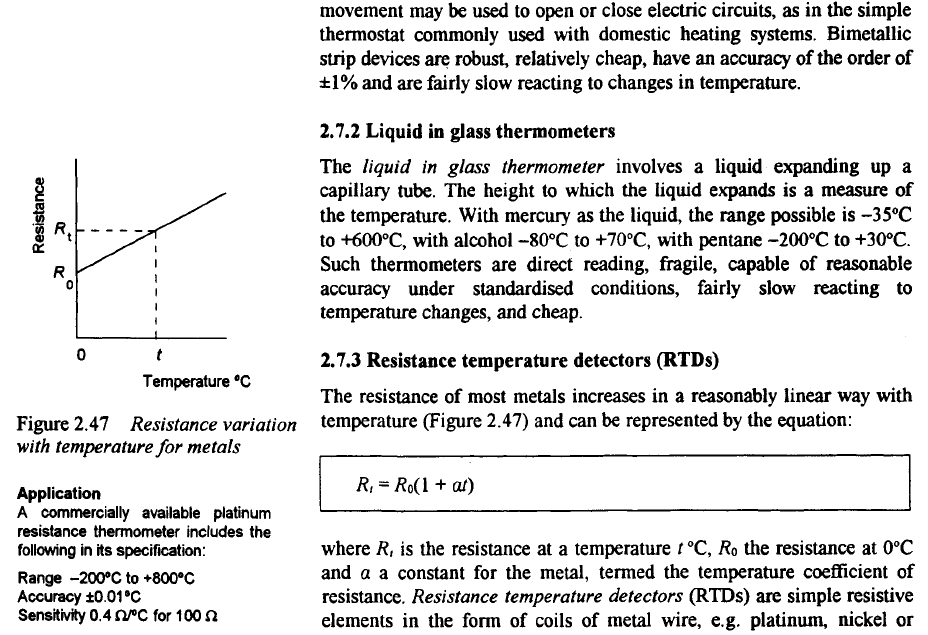 movement may be used to open or close electric circuits, as in the simple
thermostat commonly used with domestic heating systems. Bimetallic
strip devices are robust, relatively cheap, have an accuracy of the order of
±1% and are fairly slow reacting to changes in temperature.
2.7.2 Liquid in glass thermometers
The liquid in glass thermometer involves a liquid expanding up a
capillary tube. The height to which the liquid expands is a measure of
the temperature. With mercury as the liquid, the range possible is –35°C
to +600°C, with alcohol –80°C to +70°C, with pentane –200°C to +30°C.
Such thermometers are direct reading, fragile, capable of reasonable
accuracy under standardised conditions, fairly slow reacting to
temperature changes, and cheap.
2.7.3 Resistance temperature detectors (RTDs)
The resistance of most metals increases in a reasonably linear way with
temperature (Figure 2.47) and can be represented by the equation:
Rt = R0(1 + αt)
where Rt is the resistance at a temperature t °C, R0 the resistance at 0°C
and α a constant for the metal, termed the temperature coefficient of
resistance. Resistance temperature detectors (RTDs) are simple resistive
elements in the form of coils of metal wire, e.g. platinum, nickel or
Resistance
Rt
R0
0 t
Temperature °C
Figure 2.47 Resistance variation
with temperature for metals
Application
A commercially available platinum
resistance thermometer includes the
following in its specification:
Range –200°C to +800°C
Accuracy ±0.01°C
Sensitivity 0.4 Ω/°C for 100 Ω